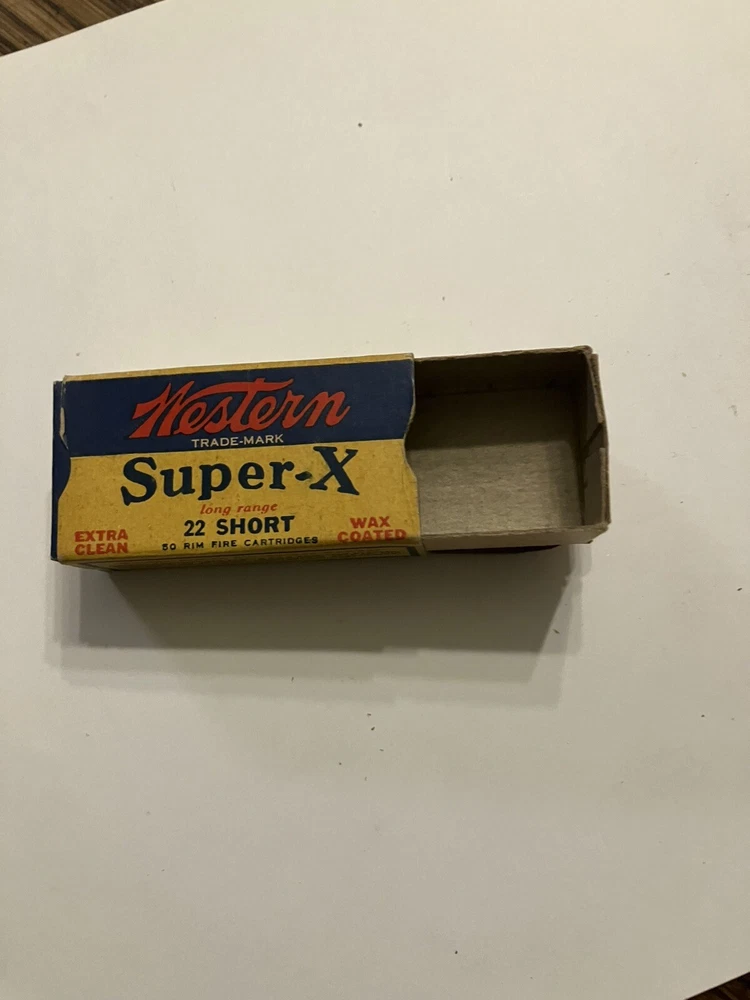 Western
TRADE-MARK
Super-X
long range
22 SHORT
50 RIM FIRE CARTRIDGES
EXTRA
CLEAN
WAX
COATED